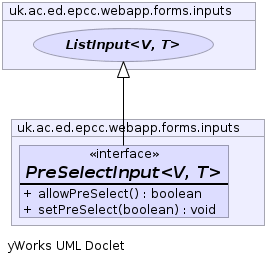 uk.ac.ed.epcc.webapp.forms.inputs
ListInput<V, T>
uk.ac.ed.epcc.webapp.forms.inputs
«interface»
PreSelectInput<V, T>
+ allowPreSelect() : boolean
+ setPreSelect(boolean) : void
yWorks UML Doclet